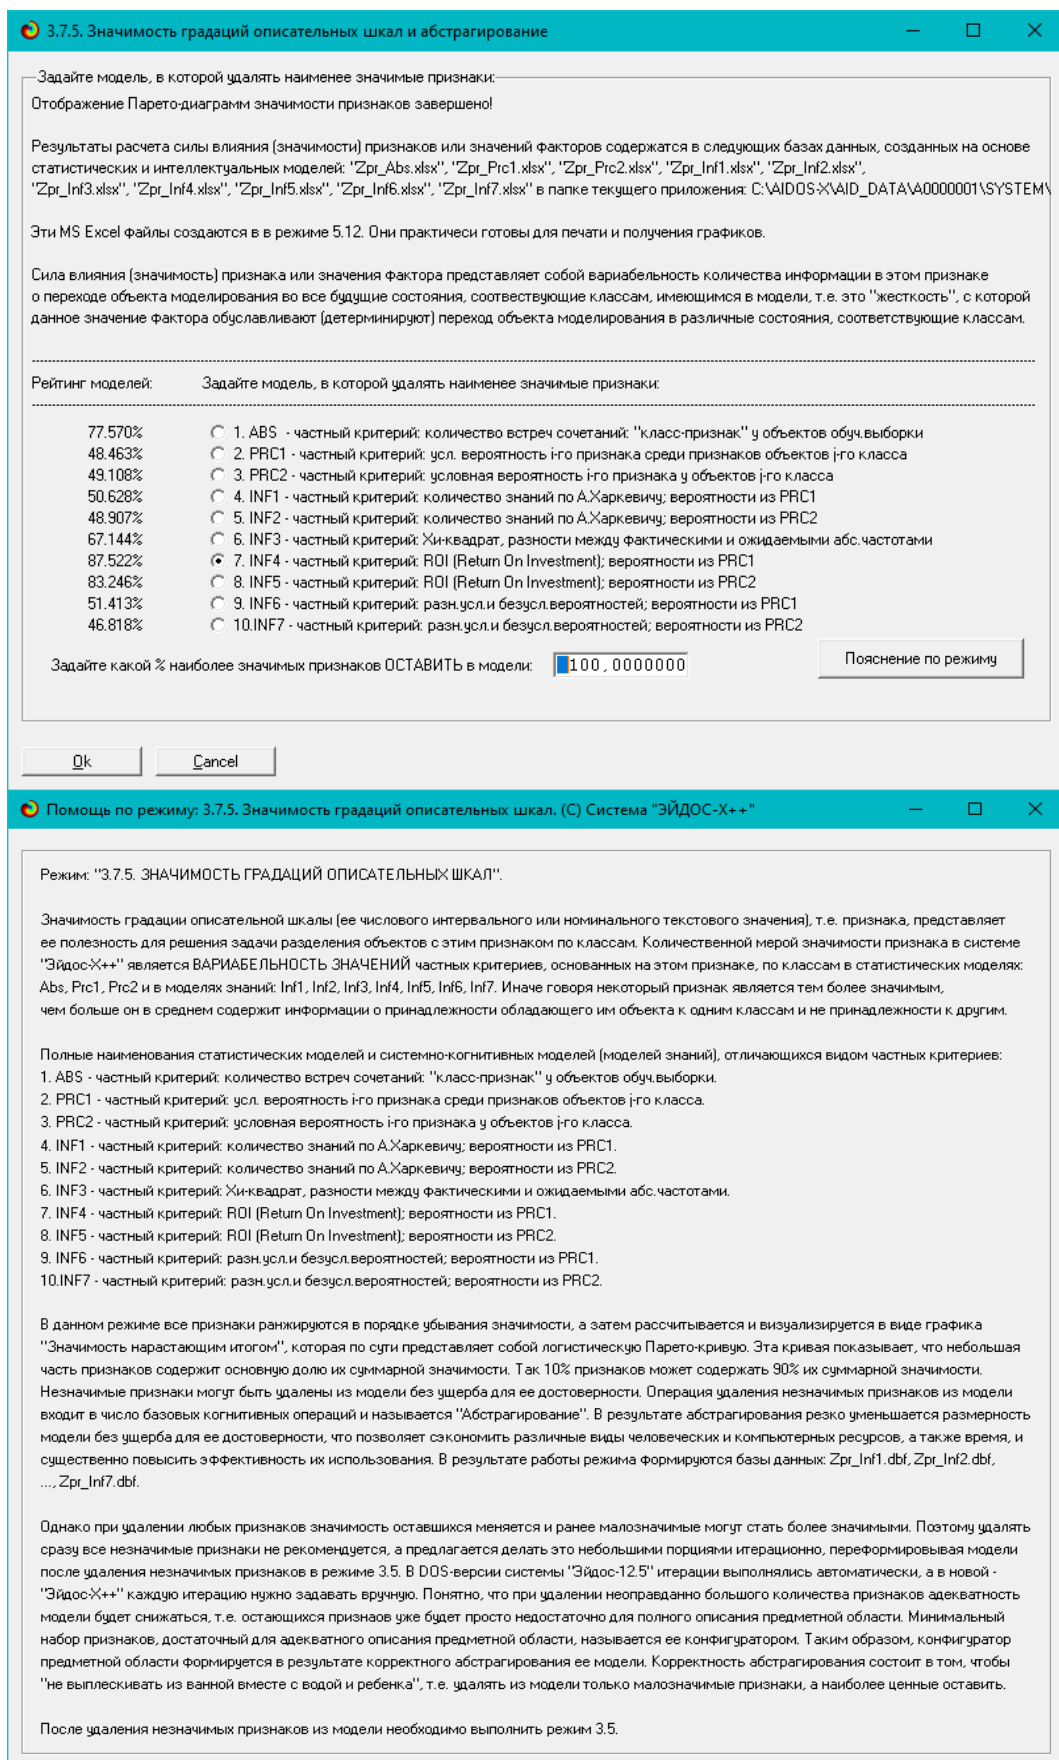 3.7.5. Значимость градаций описательных шкал и абстрагирование
Задайте модель, в которой удалять наименее значимые признаки:
Отображение Парето-диаграмм значимости признаков завершено!
Результаты расчета силы влияния (значимости) признаков или значений факторов содержатся в следующих базах данных, созданных на основе
статистических и интеллектуальных моделей: "Zpr_Abs.xlsx", "Zpr_Prc1.xlsx", "Zpr_Prc2.xlsx", "Zpr_Inf1.xlsx", "Zpr_Inf2.xlsx",
"Zpr_Inf3.xlsx", "Zpr_Inf4.xlsx", "Zpr_Inf5.xlsx", "Zpr_Inf6.xlsx", "Zpr_Inf7.xlsx" в папке текущего приложения: C:\AIDOS-X\AID_DATA\A0000001\SYSTEM\
Эти MS Excel файлы создаются в в режиме 5.12. Они практичеси готовы для печати и получения графиков.
Сила влияния (значимость) признака или значения фактора представляет собой вариабельность количества информации в этом признаке
о переходе объекта моделирования во все будущие состояния, соотвествующие классам, имеющимся в модели, т.е. это "жесткость", с которой
данное значение фактора обуславливают (детерминируют) переход объекта моделирования в различные состояния, соответствующие классам.
Рейтинг моделей: Задайте модель, в которой удалять наименее значимые признаки:
77.570% 1. ABS - частный критерий: количество встреч сочетаний: "класс-признак" у объектов обуч.выборки
48.463% 2. PRC1 - частный критерий: усл. вероятность i-го признака среди признаков объектов j-го класса
49.108% 3. PRC2 - частный критерий: условная вероятность i-го признака у объектов j-го класса
50.628% 4. INF1 - частный критерий: количество знаний по А.Харкевичу; вероятности из PRC1
48.907% 5. INF2 - частный критерий: количество знаний по А.Харкевичу; вероятности из PRC2
67.144% 6. INF3 - частный критерий: Хи-квадрат, разности между фактическими и ожидаемыми абс.частотами
87.522% 7. INF4 - частный критерий: ROI (Return On Investment); вероятности из PRC1
83.246% 8. INF5 - частный критерий: ROI (Return On Investment); вероятности из PRC2
51.413% 9. INF6 - частный критерий: разн.усл.и безусл.вероятностей; вероятности из PRC1
46.818% 10.INF7 - частный критерий: разн.усл.и безусл.вероятностей; вероятности из PRC2
Задайте какой % наиболее значимых признаков ОСТАВИТЬ в модели: 100,0000000 Пояснение по режиму
Ok Cancel
Помощь по режиму: 3.7.5. Значимость градаций описательных шкал. (C) Система "ЭЙДОС-X++"
Режим: "3.7.5. ЗНАЧИМОСТЬ ГРАДАЦИЙ ОПИСАТЕЛЬНЫХ ШКАЛ".
Значимость градации описательной шкалы (ее числового интервального или номинального текстового значения), т.е. признака, представляет
ее полезность для решения задачи разделения объектов с этим признаком по классам. Количественной мерой значимости признака в системе
"Эйдос-X++" является ВАРИАБЕЛЬНОСТЬ ЗНАЧЕНИЙ частных критериев, основанных на этом признаке, по классам в статистических моделях:
Abs, Prc1, Prc2 и в моделях знаний: Inf1, Inf2, Inf3, Inf4, Inf5, Inf6, Inf7. Иначе говоря некоторый признак является тем более значимым,
чем больше он в среднем содержит информации о принадлежности обладающего им объекта к одним классам и не принадлежности к другим.
Полные наименования статистических моделей и системно-когнитивных моделей (моделей знаний), отличающихся видом частных критериев:
1. ABS - частный критерий: количество встреч сочетаний: "класс-признак" у объектов обуч.выборки.
2. PRC1 - частный критерий: усл. вероятность i-го признака среди признаков объектов j-го класса.
3. PRC2 - частный критерий: условная вероятность i-го признака у объектов j-го класса.
4. INF1 - частный критерий: количество знаний по А.Харкевичу; вероятности из PRC1.
5. INF2 - частный критерий: количество знаний по А.Харкевичу; вероятности из PRC2.
6. INF3 - частный критерий: Хи-квадрат, разности между фактическими и ожидаемыми абс.частотами.
7. INF4 - частный критерий: ROI (Return On Investment); вероятности из PRC1.
8. INF5 - частный критерий: ROI (Return On Investment); вероятности из PRC2.
9. INF6 - частный критерий: разн.усл.и безусл.вероятностей; вероятности из PRC1.
10.INF7 - частный критерий: разн.усл.и безусл.вероятностей; вероятности из PRC2.
В данном режиме все признаки ранжируются в порядке убывания значимости, а затем рассчитывается и визуализируется в виде графика
"Значимость нарастающим итогом", которая по сути представляет собой логистическую Парето-кривую. Эта кривая показывает, что небольшая
часть признаков содержит основную долю их суммарной значимости. Так 10% признаков может содержать 90% их суммарной значимости.
Незначимые признаки могут быть удалены из модели без ущерба для ее достоверности. Операция удаления незначимых признаков из модели
входит в число базовых когнитивных операций и называется "Абстрагирование". В результате абстрагирования резко уменьшается размерность
модели без ущерба для ее достоверности, что позволяет сэкономить различные виды человеческих и компьютерных ресурсов, а также время, и
существенно повысить эффективность их использования. В результате работы режима формируются базы данных: Zpr_Inf1.dbf, Zpr_Inf2.dbf,
..., Zpr_Inf7.dbf.
Однако при удалении любых признаков значимость оставшихся меняется и ранее малозначимые могут стать более значимыми. Поэтому удалять
сразу все незначимые признаки не рекомендуется, а предлагается делать это небольшими порциями итерационно, переформировывая модели
после удаления незначимых признаков в режиме 3.5. В DOS-версии системы "Эйдос-12.5" итерации выполнялись автоматически, а в новой -
"Эйдос-X++" каждую итерацию нужно задавать вручную. Понятно, что при удалении неоправданно большого количества признаков адекватность
модели будет снижаться, т.е. остающихся признаов уже будет просто недостаточно для полного описания предметной области. Минимальный
набор признаков, достаточный для адекватного описания предметной области, называется ее конфигуратором. Таким образом, конфигуратор
предметной области формируется в результате корректного абстрагирования ее модели. Корректность абстрагирования состоит в том, чтобы
"не выплескивать из ванной вместе с водой и ребенка", т.е. удалять из модели только малозначимые признаки, а наиболее ценные оставить.
После удаления незначимых признаков из модели необходимо выполнить режим 3.5.